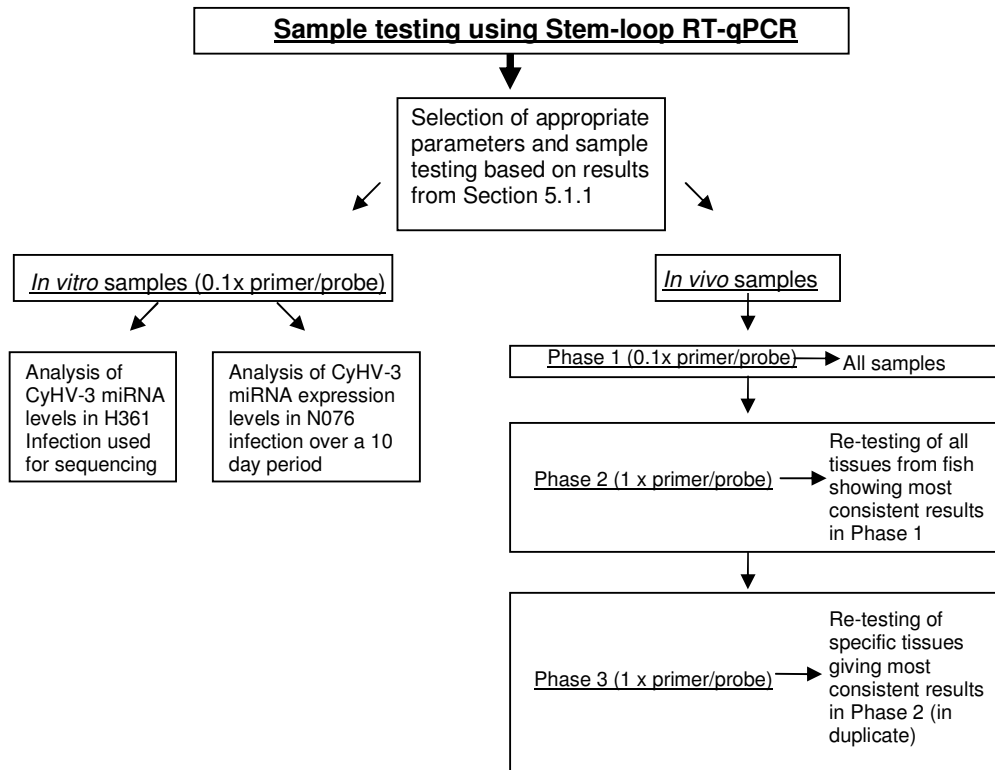 Sample testing using Stem-loop RT-qPCR
Selection of appropriate
parameters and sample
testing based on results
from Section 5.1.1
In vitro samples (0.1x primer/probe)
In vivo samples
Analysis of
CyHV-3 miRNA
levels in H361
Infection used
for sequencing
Analysis of CyHV-3
miRNA expression
levels in N076
infection over a 10
day period
Phase 1 (0.1x primer/probe)
All samples
Phase 2 (1 x primer/probe)
Re-testing of all
tissues from fish
showing most
consistent results
in Phase 1
Phase 3 (1 x primer/probe)
Re-testing of
specific tissues
giving most
consistent results
in Phase 2 (in
duplicate)